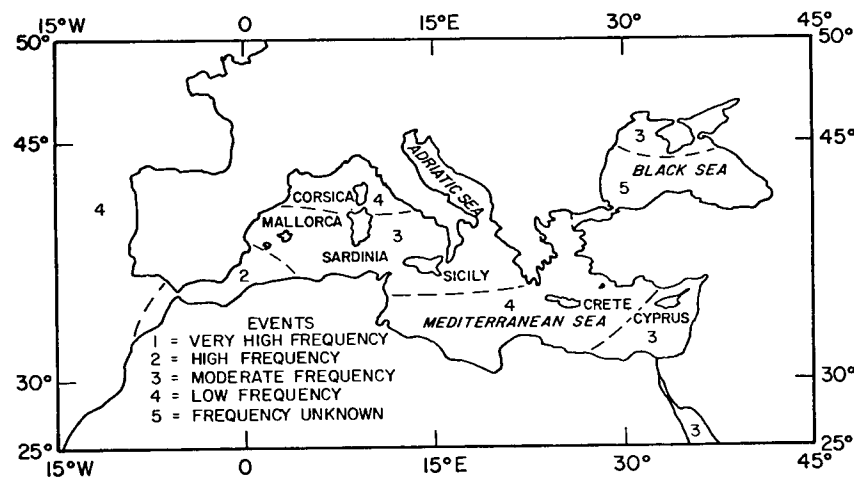 15°W 0 15°E 30° 45°
50° 50°
45° 45°
3
BLACK SEA
5
ADRIATIC SEA
4
CORSICA 4
MALLORCA
3
SARDINIA
SICILY
2
4
CRETE
CYPRUS
MEDITERRANEAN SEA
3
EVENTS
1 = VERY HIGH FREQUENCY
2 = HIGH FREQUENCY
3 = MODERATE FREQUENCY
4 = LOW FREQUENCY
5 = FREQUENCY UNKNOWN
30° 30°
3
25° 25°
15°W 0 15°E 30° 45°